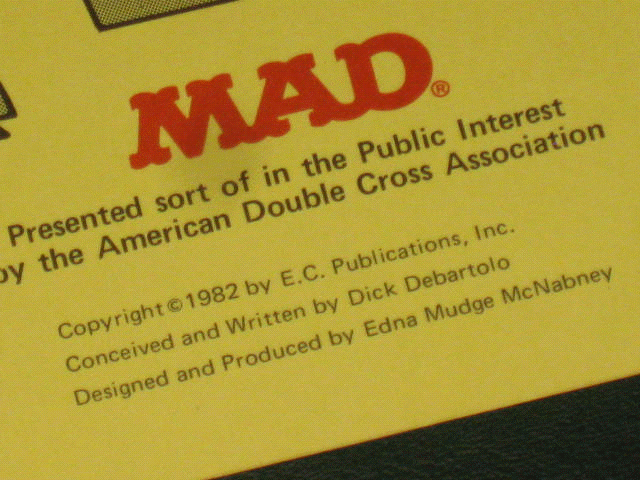 MAD®
Presented sort of in the Public Interest
by the American Double Cross Association
Copyright © 1982 by E.C. Publications, Inc.
Conceived and Written by Dick Debartolo
Designed and Produced by Edna Mudge McNabney